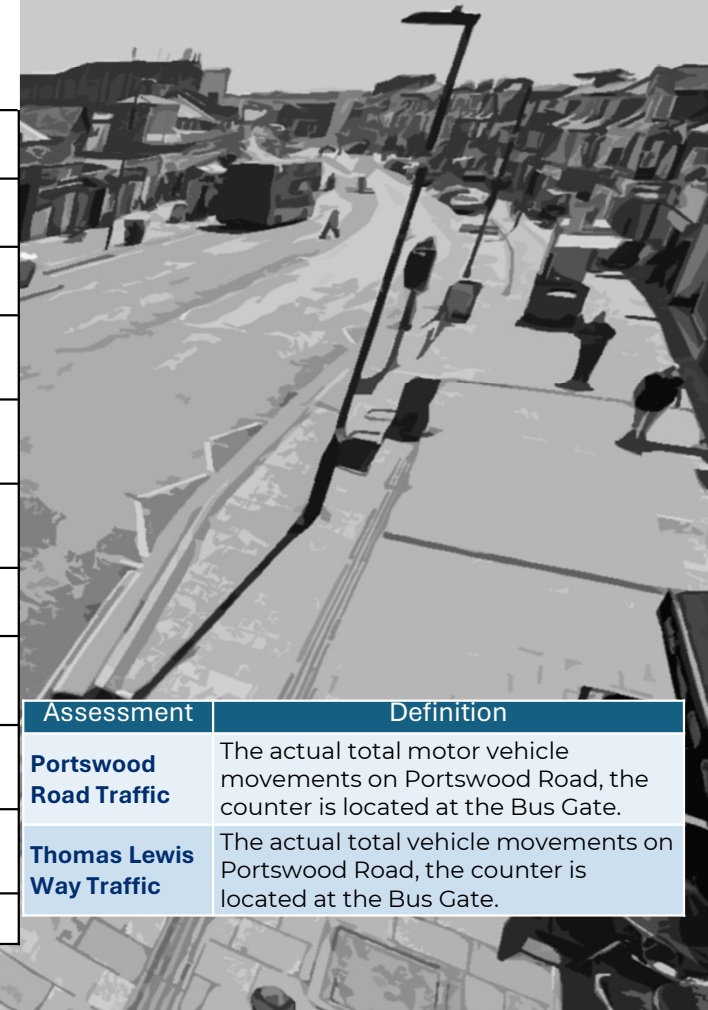 Assessment Definition
Portswood Road Traffic
The actual total motor vehicle
movements on Portswood Road, the
counter is located at the Bus Gate.
Thomas Lewis Way Traffic
The actual total vehicle movements on
Portswood Road, the counter is
located at the Bus Gate.